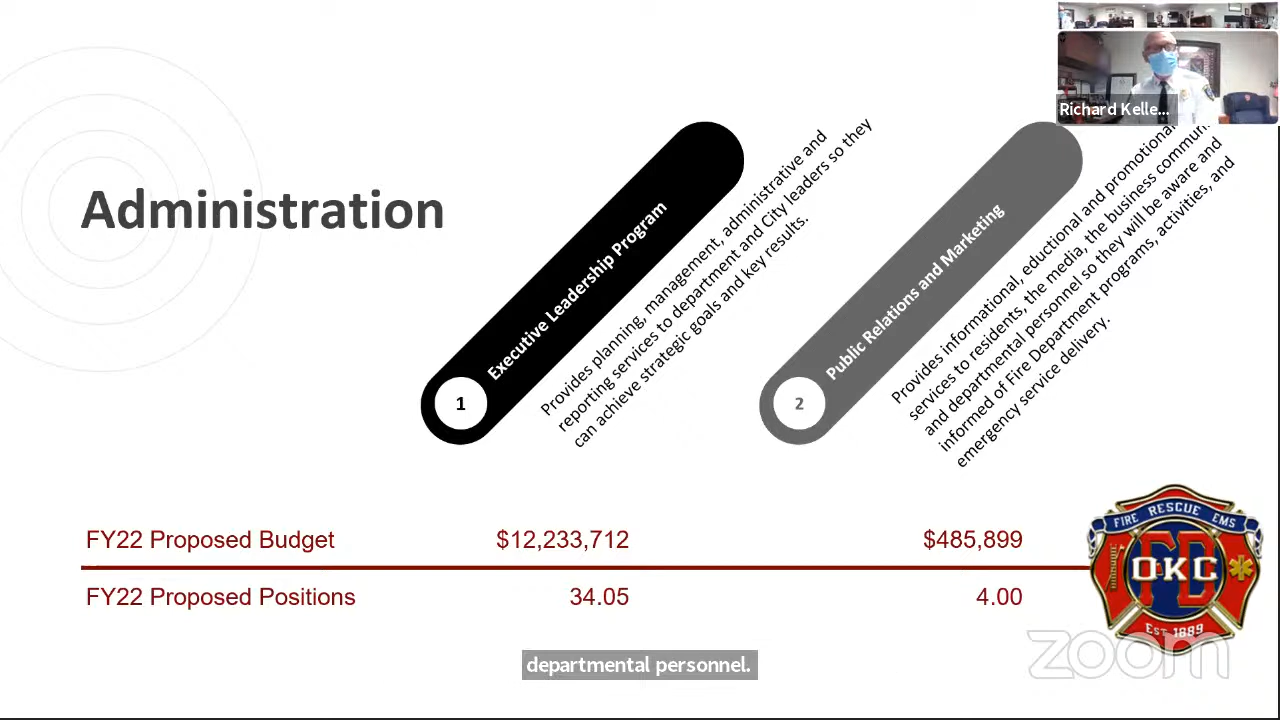 Richard Kelle...
Administration
1
Executive Leadership Program
Provides planning, management, administrative and
reporting services to department and City leaders so they
can achieve strategic goals and key results.
2
Public Relations and Marketing
Provides informational, eductional and promotional
services to residents, the media, the business
and departmental personnel so they will be aware and
informed of Fire Department programs, activities, and
emergency service delivery.
FY22 Proposed Budget
$12,233,712
$485,899
FY22 Proposed Positions
34.05
4.00
FIRE RESCUE EMS
FD
OKC
EST 1889
zoom
departmental personnel.